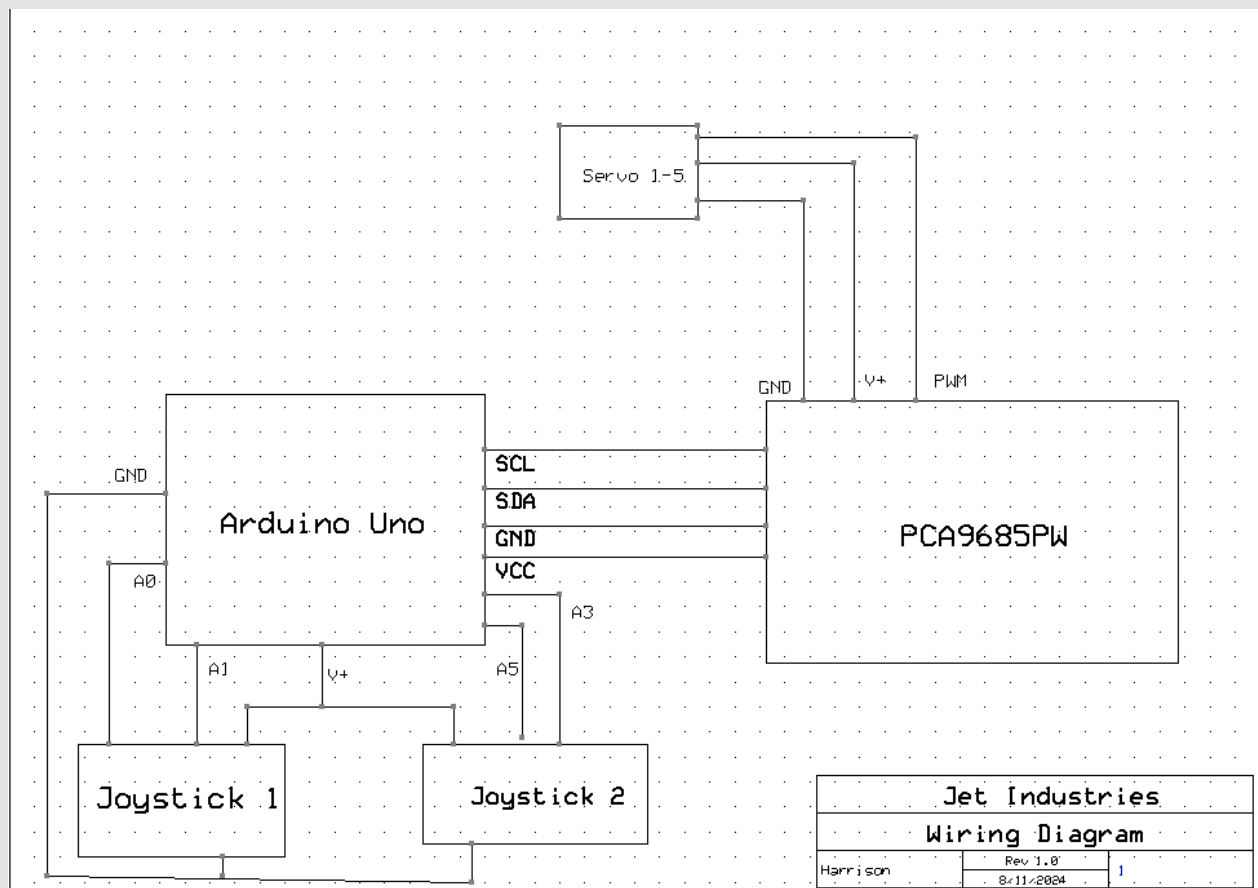 Servo 1-5
GND
V+
PWM
SCL
GND
SDA
Arduino Uno
GND
PCA9685PW
VCC
A0
A3
A1
V+
A5
Joystick 1
Joystick 2
Jet Industries
Wiring Diagram
Harrison
Rev 1.0
8/11/2024
1